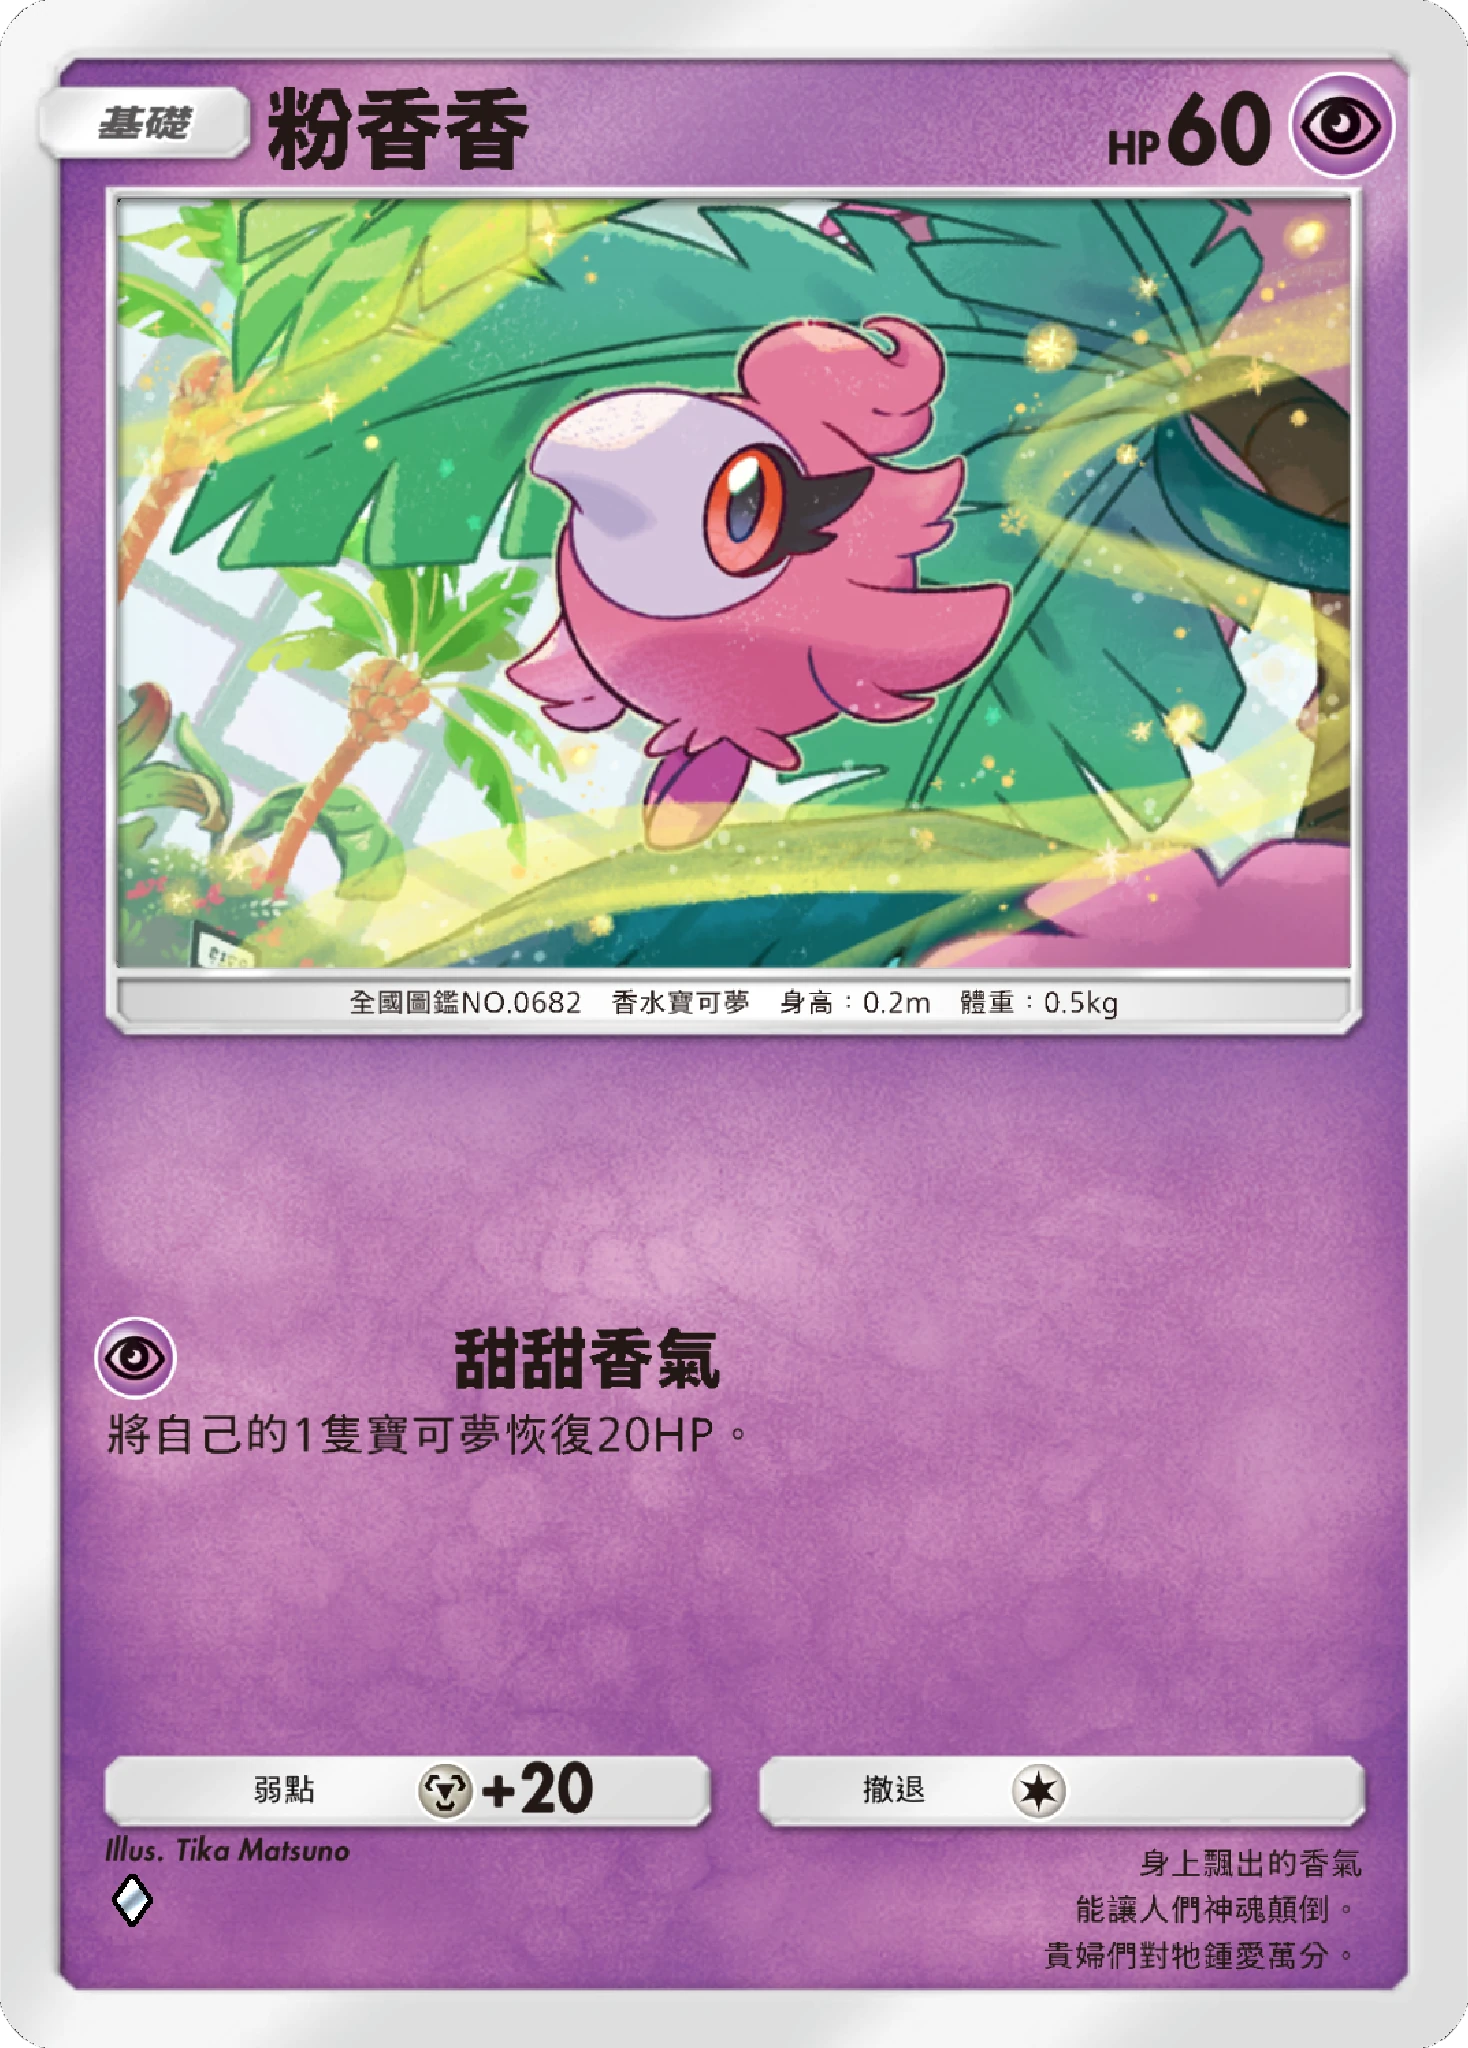 基礎
粉香香
HP60
全國圖鑑NO.0682 香水寶可夢 身高：0.2m 體重：0.5kg
甜甜香氣
將自己的1隻寶可夢恢復20HP。
弱點 +20
撤退
Illus. Tika Matsuno
身上飄出的香氣
能讓人們神魂顛倒。
貴婦們對牠鍾愛萬分。